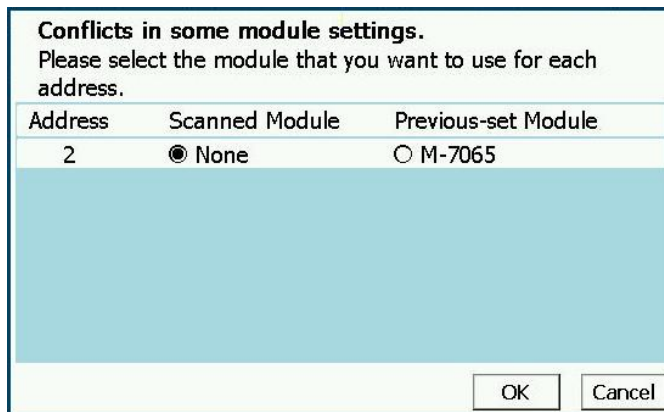 Conflicts in some module settings.
Please select the module that you want to use for each
address.
Address Scanned Module Previous-set Module
2 None M-7065
OK Cancel